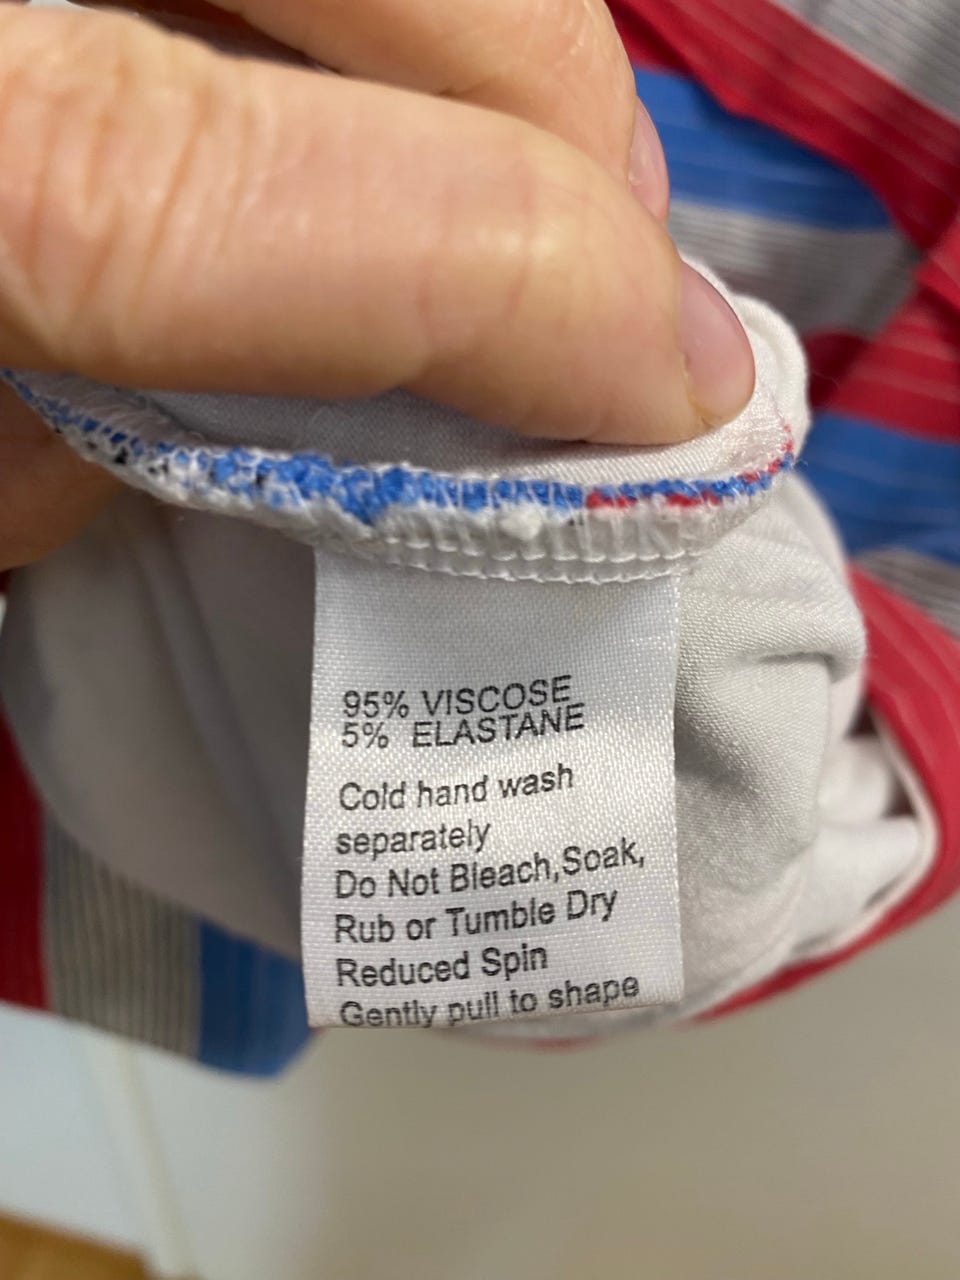 95% VISCOSE
5% ELASTANE
Cold hand wash
separately
Do Not Bleach,Soak,
Rub or Tumble Dry
Reduced Spin
Gently pull to shape